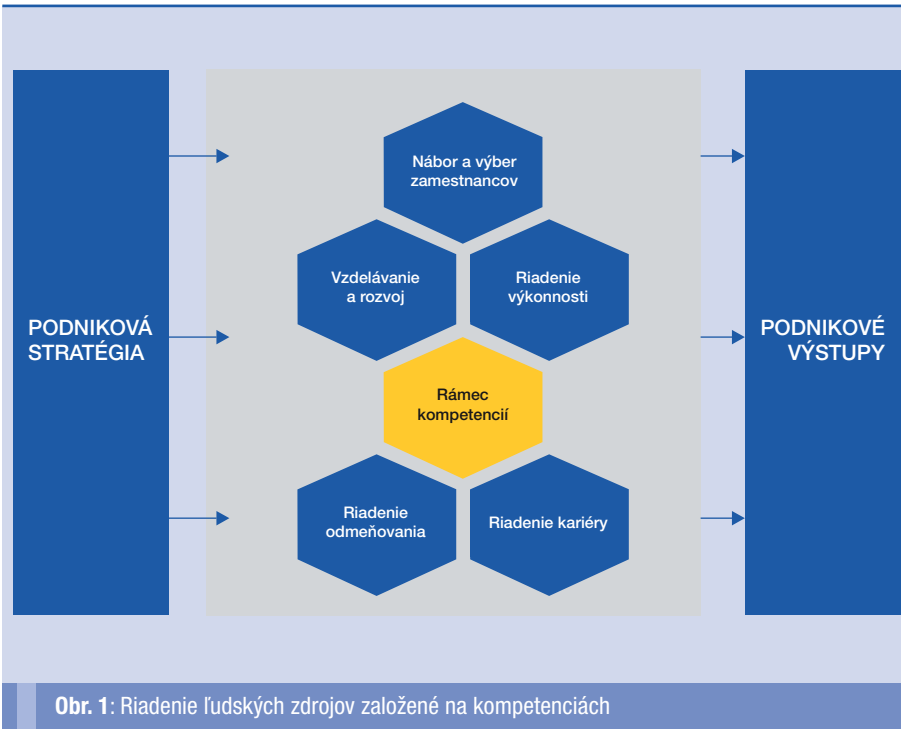 PODNIKOVÁ
STRATÉGIA
Nábor a výber
zamestnancov
Vzdelávanie
a rozvoj
Riadenie
výkonnosti
Rámec
kompetencií
Riadenie
odmeňovania
Riadenie kariéry
PODNIKOVÉ
VÝSTUPY
Obr. 1: Riadenie ľudských zdrojov založené na kompetenciách